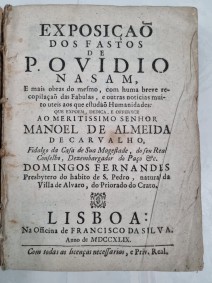 EXPOSIÇAÕ
DOS FASTOS
DE
P. OVIDIO
NASAM,
E mais obras do mesmo, com huma breve reco-
pilaçaõ das Fabulas, e outras noticias mui-
to uteis aos que estudaõ Humanidades:
QUE EXPOEM, DEDICA, E OFFERECE
AO MERITISSIMO SENHOR
MANOEL DE ALMEIDA
DE CARVALHO,
Fidalgo da Casa de Sua Magestade, do seu Real
Conselho, Dezembargador do Paço &c.
DOMINGOS FERNANDIS
Presbytero do habito de S. Pedro, natural da
Villa de Alvaro, do Priorado do Crato.
LISBOA:
Na Officina de FRANCISCO DA SILVA.
Anno de MDCCXLIX.
Com todas as licenças necessarias, e Priv. Real.